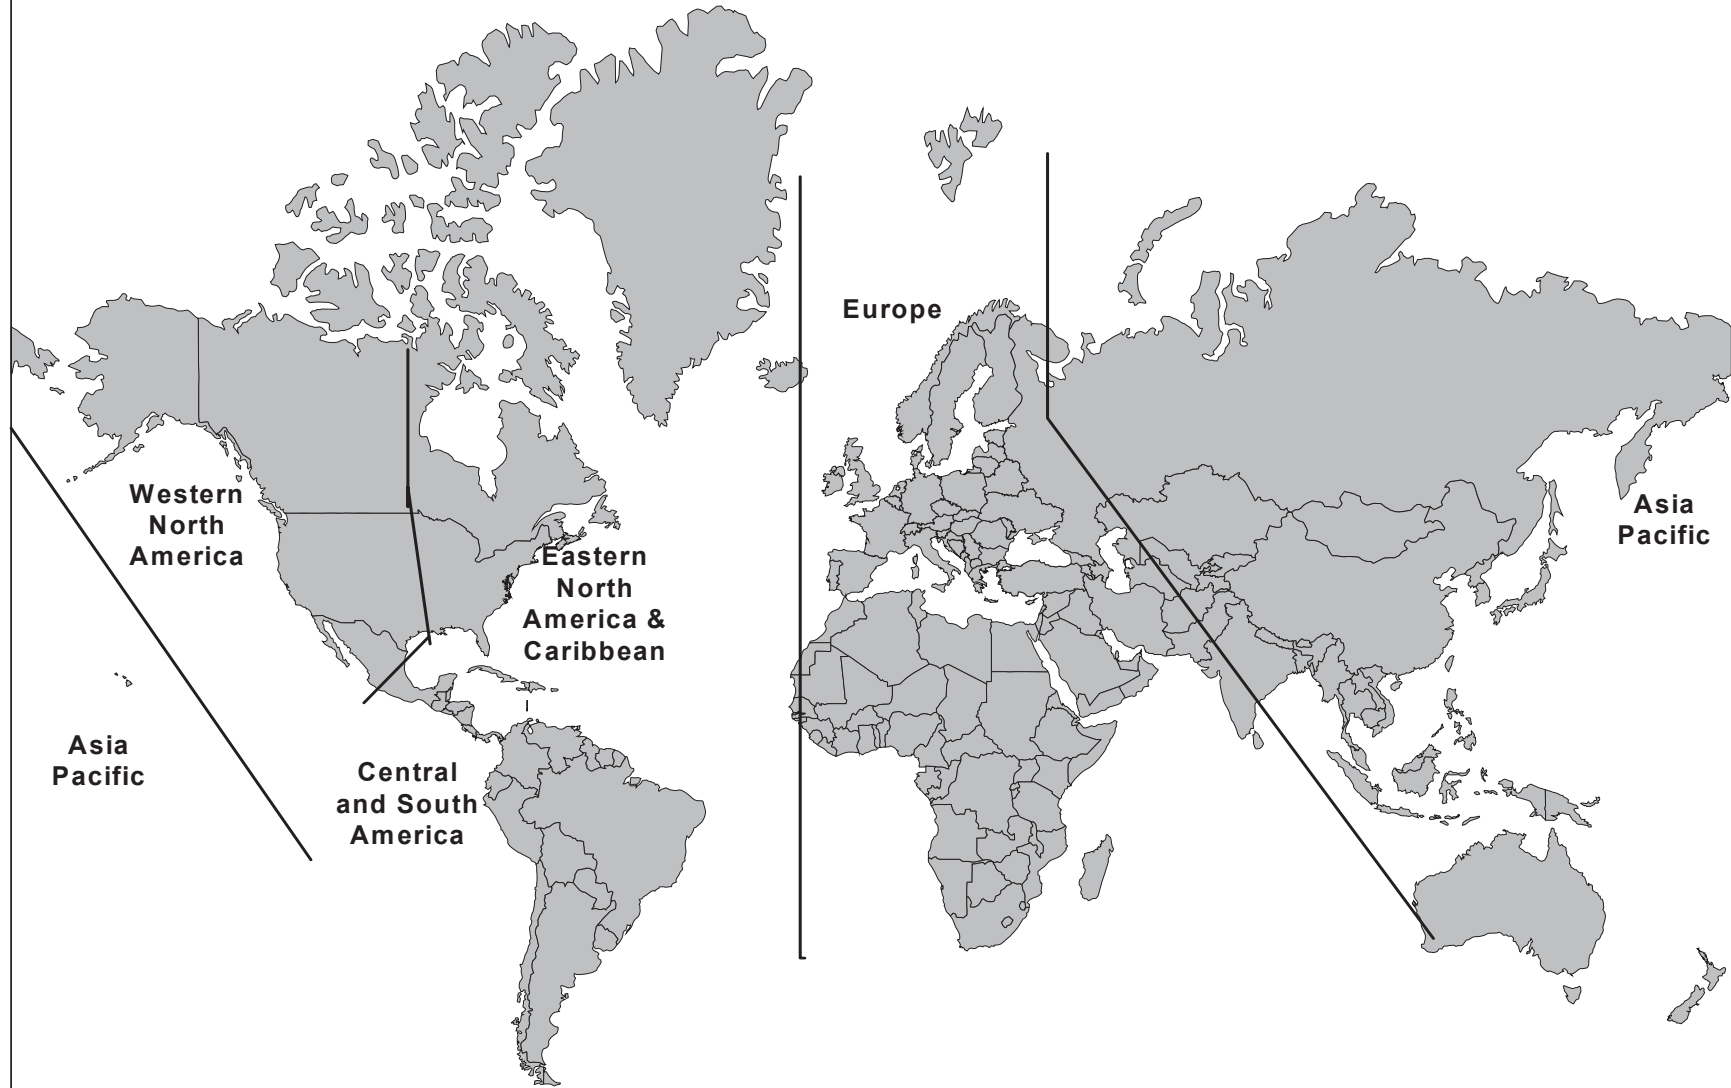 Europe
Western
North
America
Asia
Pacific
Eastern
North
America &
Caribbean
Asia
Pacific
Central
and South
America